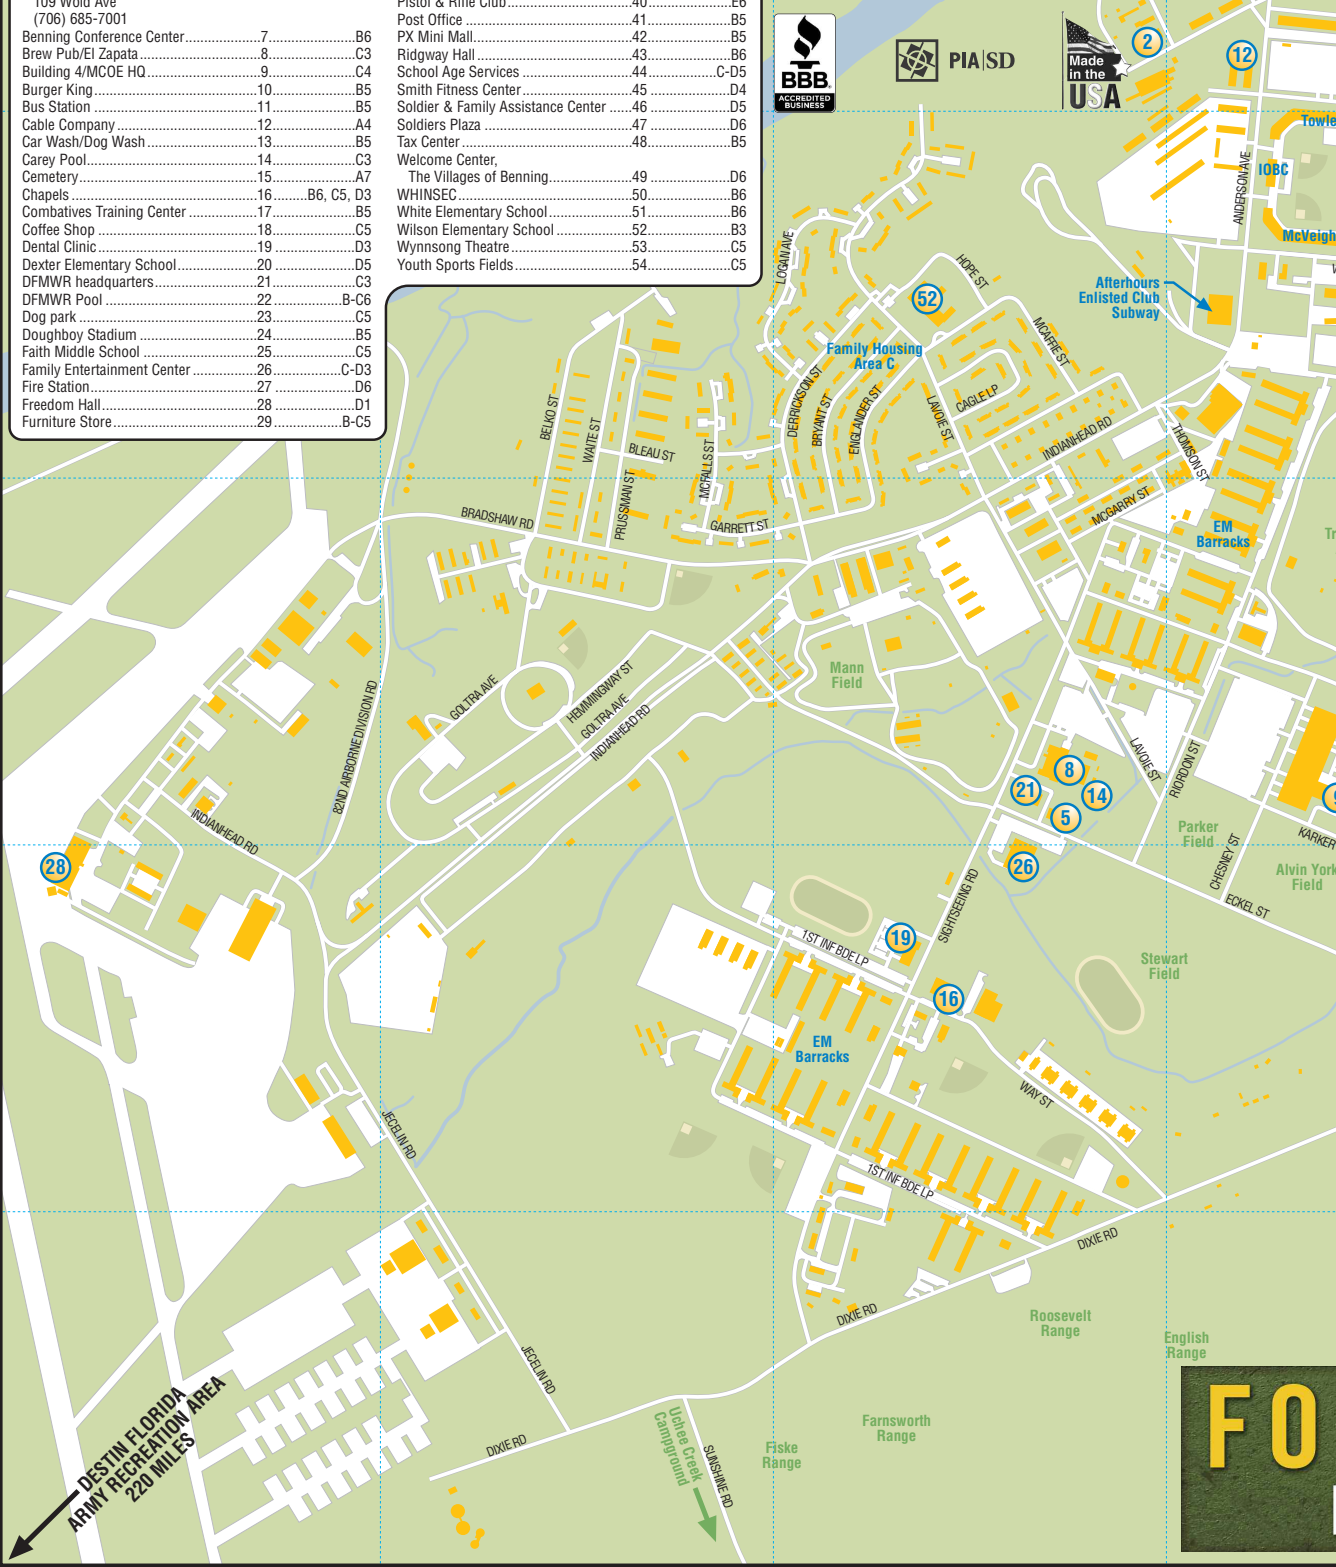 109 Wold Ave
(706) 685-7001
Benning Conference Center 7 B6
Brew Pub/El Zapata 8 C3
Building 4/MCOE HQ 9 C4
Burger King 10 B5
Bus Station 11 B5
Cable Company 12 A4
Car Wash/Dog Wash 13 B5
Carey Pool 14 C3
Cemetery 15 A7
Chapels 16 B6, C5, D3
Combatives Training Center 17 B5
Coffee Shop 18 C5
Dental Clinic 19 D3
Dexter Elementary School 20 D5
DFMWR headquarters 21 C3
DFMWR Pool 22 B-C6
Dog park 23 C5
Doughboy Stadium 24 B5
Faith Middle School 25 C5
Family Entertainment Center 26 C-D3
Fire Station 27 D6
Freedom Hall 28 D1
Furniture Store 29 B-C5
Pistol & Rifle Club 40 E6
Post Office 41 B5
PX Mini Mall 42 B5
Ridgway Hall 43 B6
School Age Services 44 C-D5
Smith Fitness Center 45 D4
Soldier & Family Assistance Center 46 D5
Soldiers Plaza 47 D6
Tax Center 48 B5
Welcome Center,
The Villages of Benning 49 D6
WHINSEC 50 B6
White Elementary School 51 B6
Wilson Elementary School 52 B3
Wynnsong Theatre 53 C5
Youth Sports Fields 54 C5
BBB
ACCREDITED
BUSINESS
PIA|SD
Made
in the
USA
2
12
Towle
IOBC
ANDERSON AVE
McVeigh
Afterhours
Enlisted Club
Subway
LOGAN AVE
HOPE ST
52
MCAFFIE ST
Family Housing
Area C
DERRICKSON ST
BRYANT ST
ENGLANDER ST
LAVOIE ST
CAGLE LP
INDIANHEAD RD
THOMSON ST
MCGARRY ST
EM
Barracks
Tr
BELKO ST
WAITE ST
BLEAU ST
PRUSSMAN ST
MCFALLS ST
GARRETT ST
BRADSHAW RD
Mann
Field
GOLTRA AVE
HEMMINGWAY ST
GOLTRA AVE
INDIANHEAD RD
82ND AIRBORNE DIVISION RD
INDIANHEAD RD
28
LAVOIE ST
RIORDON ST
8
21
14
5
26
9
Parker
Field
KARKER
CHESNEY ST
Alvin York
Field
ECKEL ST
SIGHTSEEING RD
19
1ST INF BDE LP
16
Stewart
Field
EM
Barracks
WAY ST
1ST INF BDE LP
JECELIN RD
DIXIE RD
DIXIE RD
Roosevelt
Range
English
Range
JECELIN RD
DIXIE RD
Uchee Creek
Campground
SUNSHINE RD
Fiske
Range
Farnsworth
Range
DESTIN FLORIDA
ARMY RECREATION AREA
220 MILES
FO